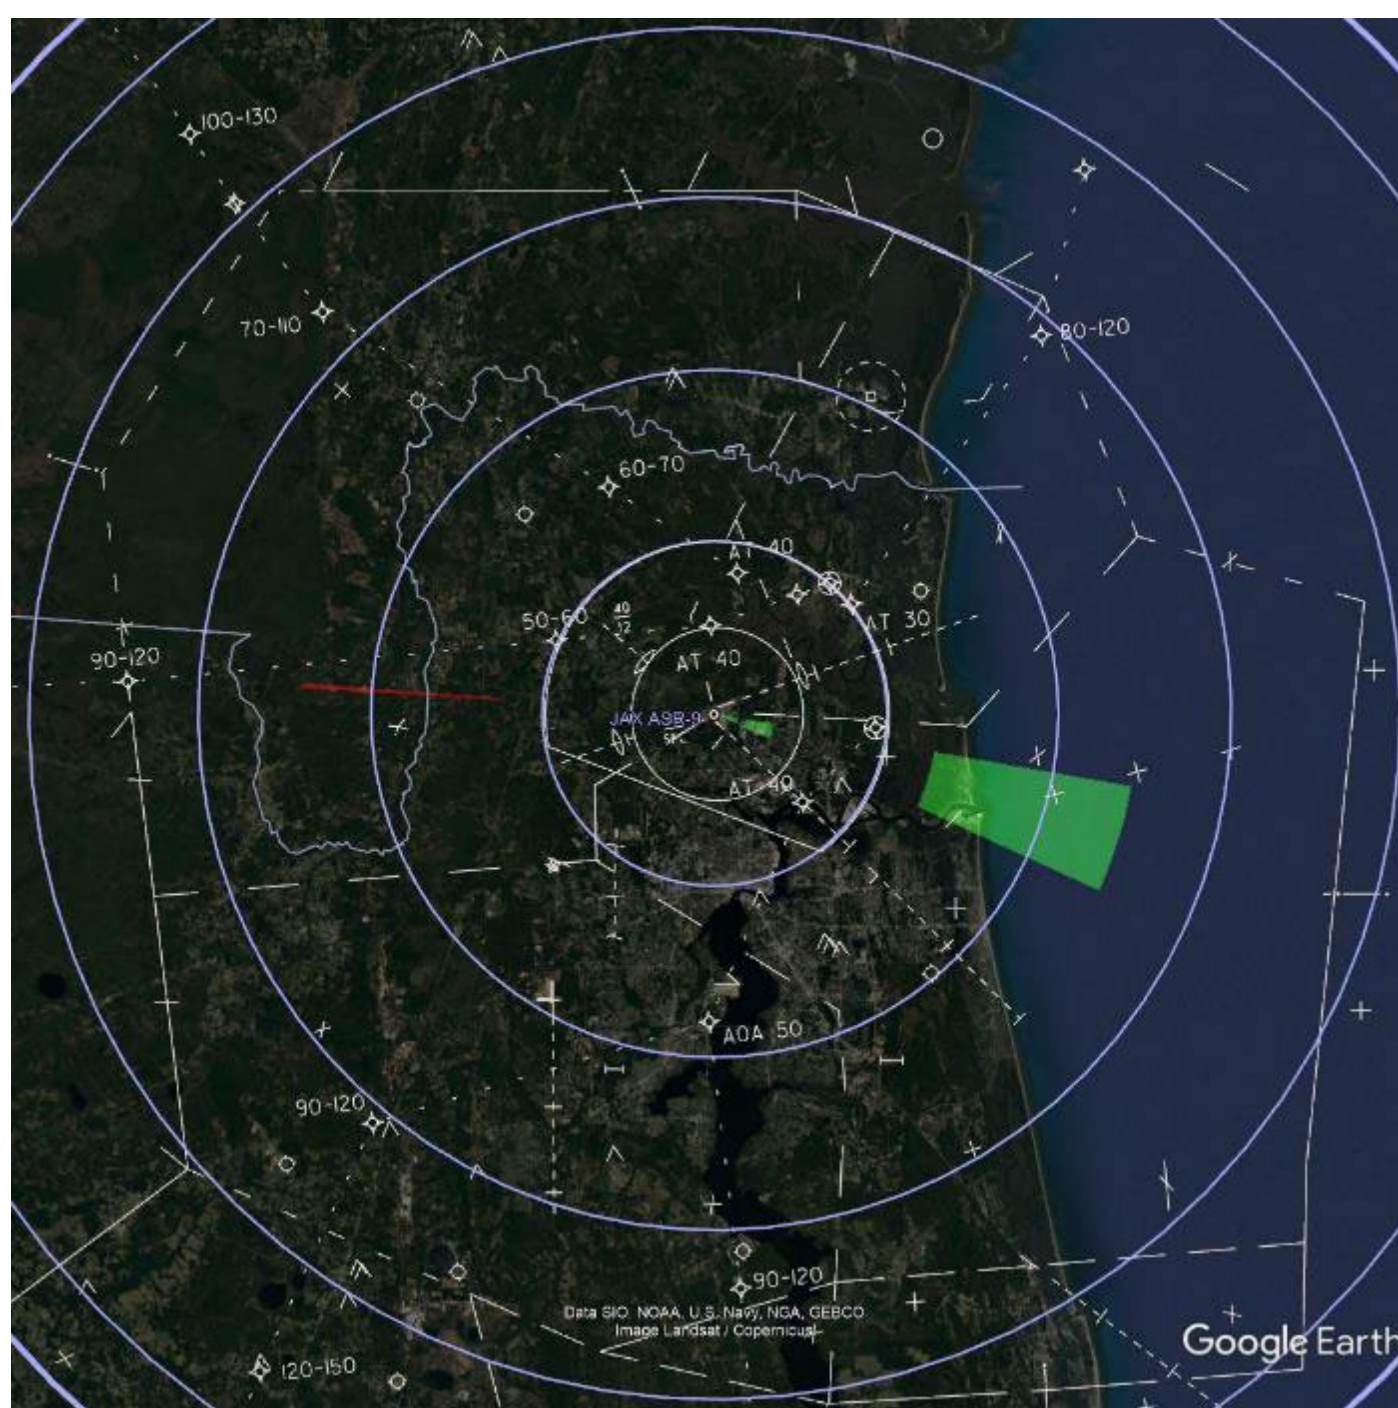 100-130
70-110
80-120
60-70
AT 40
50-60
40
12
AT 30
90-120
AT 40
JAX ASR-9
AT 40
AOA 50
90-120
90-120
Data SIO, NOAA, U.S. Navy, NGA, GEBCO
Image Landsat / Copernicus
Google Earth
120-150